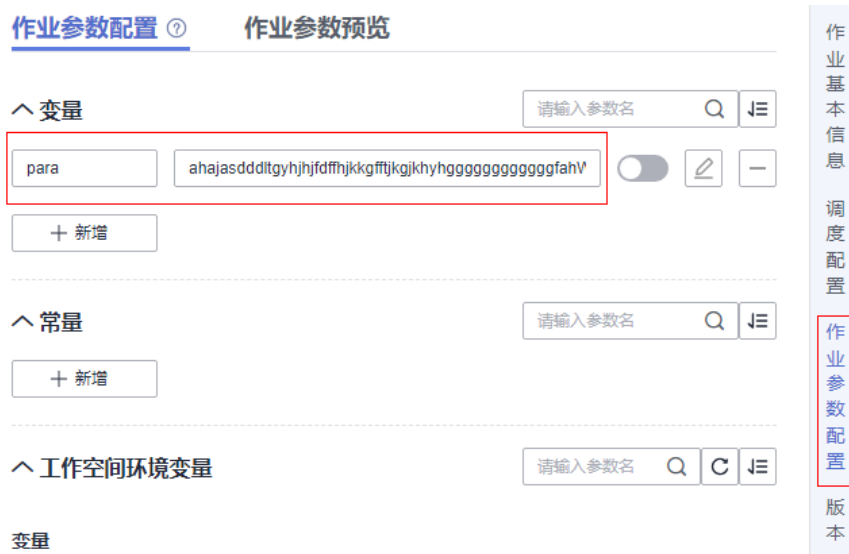 作业参数配置 ? 作业参数预览
变量
请输入参数名
para
ahajasdddltgyhjhjfdffhjkkgfftjkgjkhyhggggggggggggfahW
新增
常量
请输入参数名
新增
工作空间环境变量
请输入参数名
变量
作业基本信息
调度配置
作业参数配置
版本